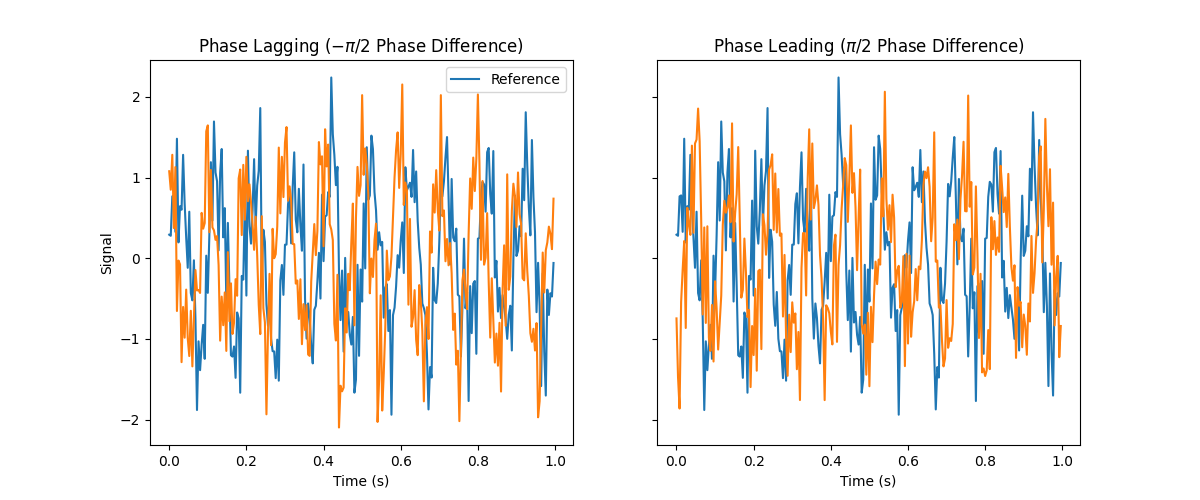 Phase Lagging (−π/2 Phase Difference)
Reference
Signal
2
1
0
−1
−2
0.0 0.2 0.4 0.6 0.8 1.0
Time (s)
Phase Leading (π/2 Phase Difference)
0.0 0.2 0.4 0.6 0.8 1.0
Time (s)